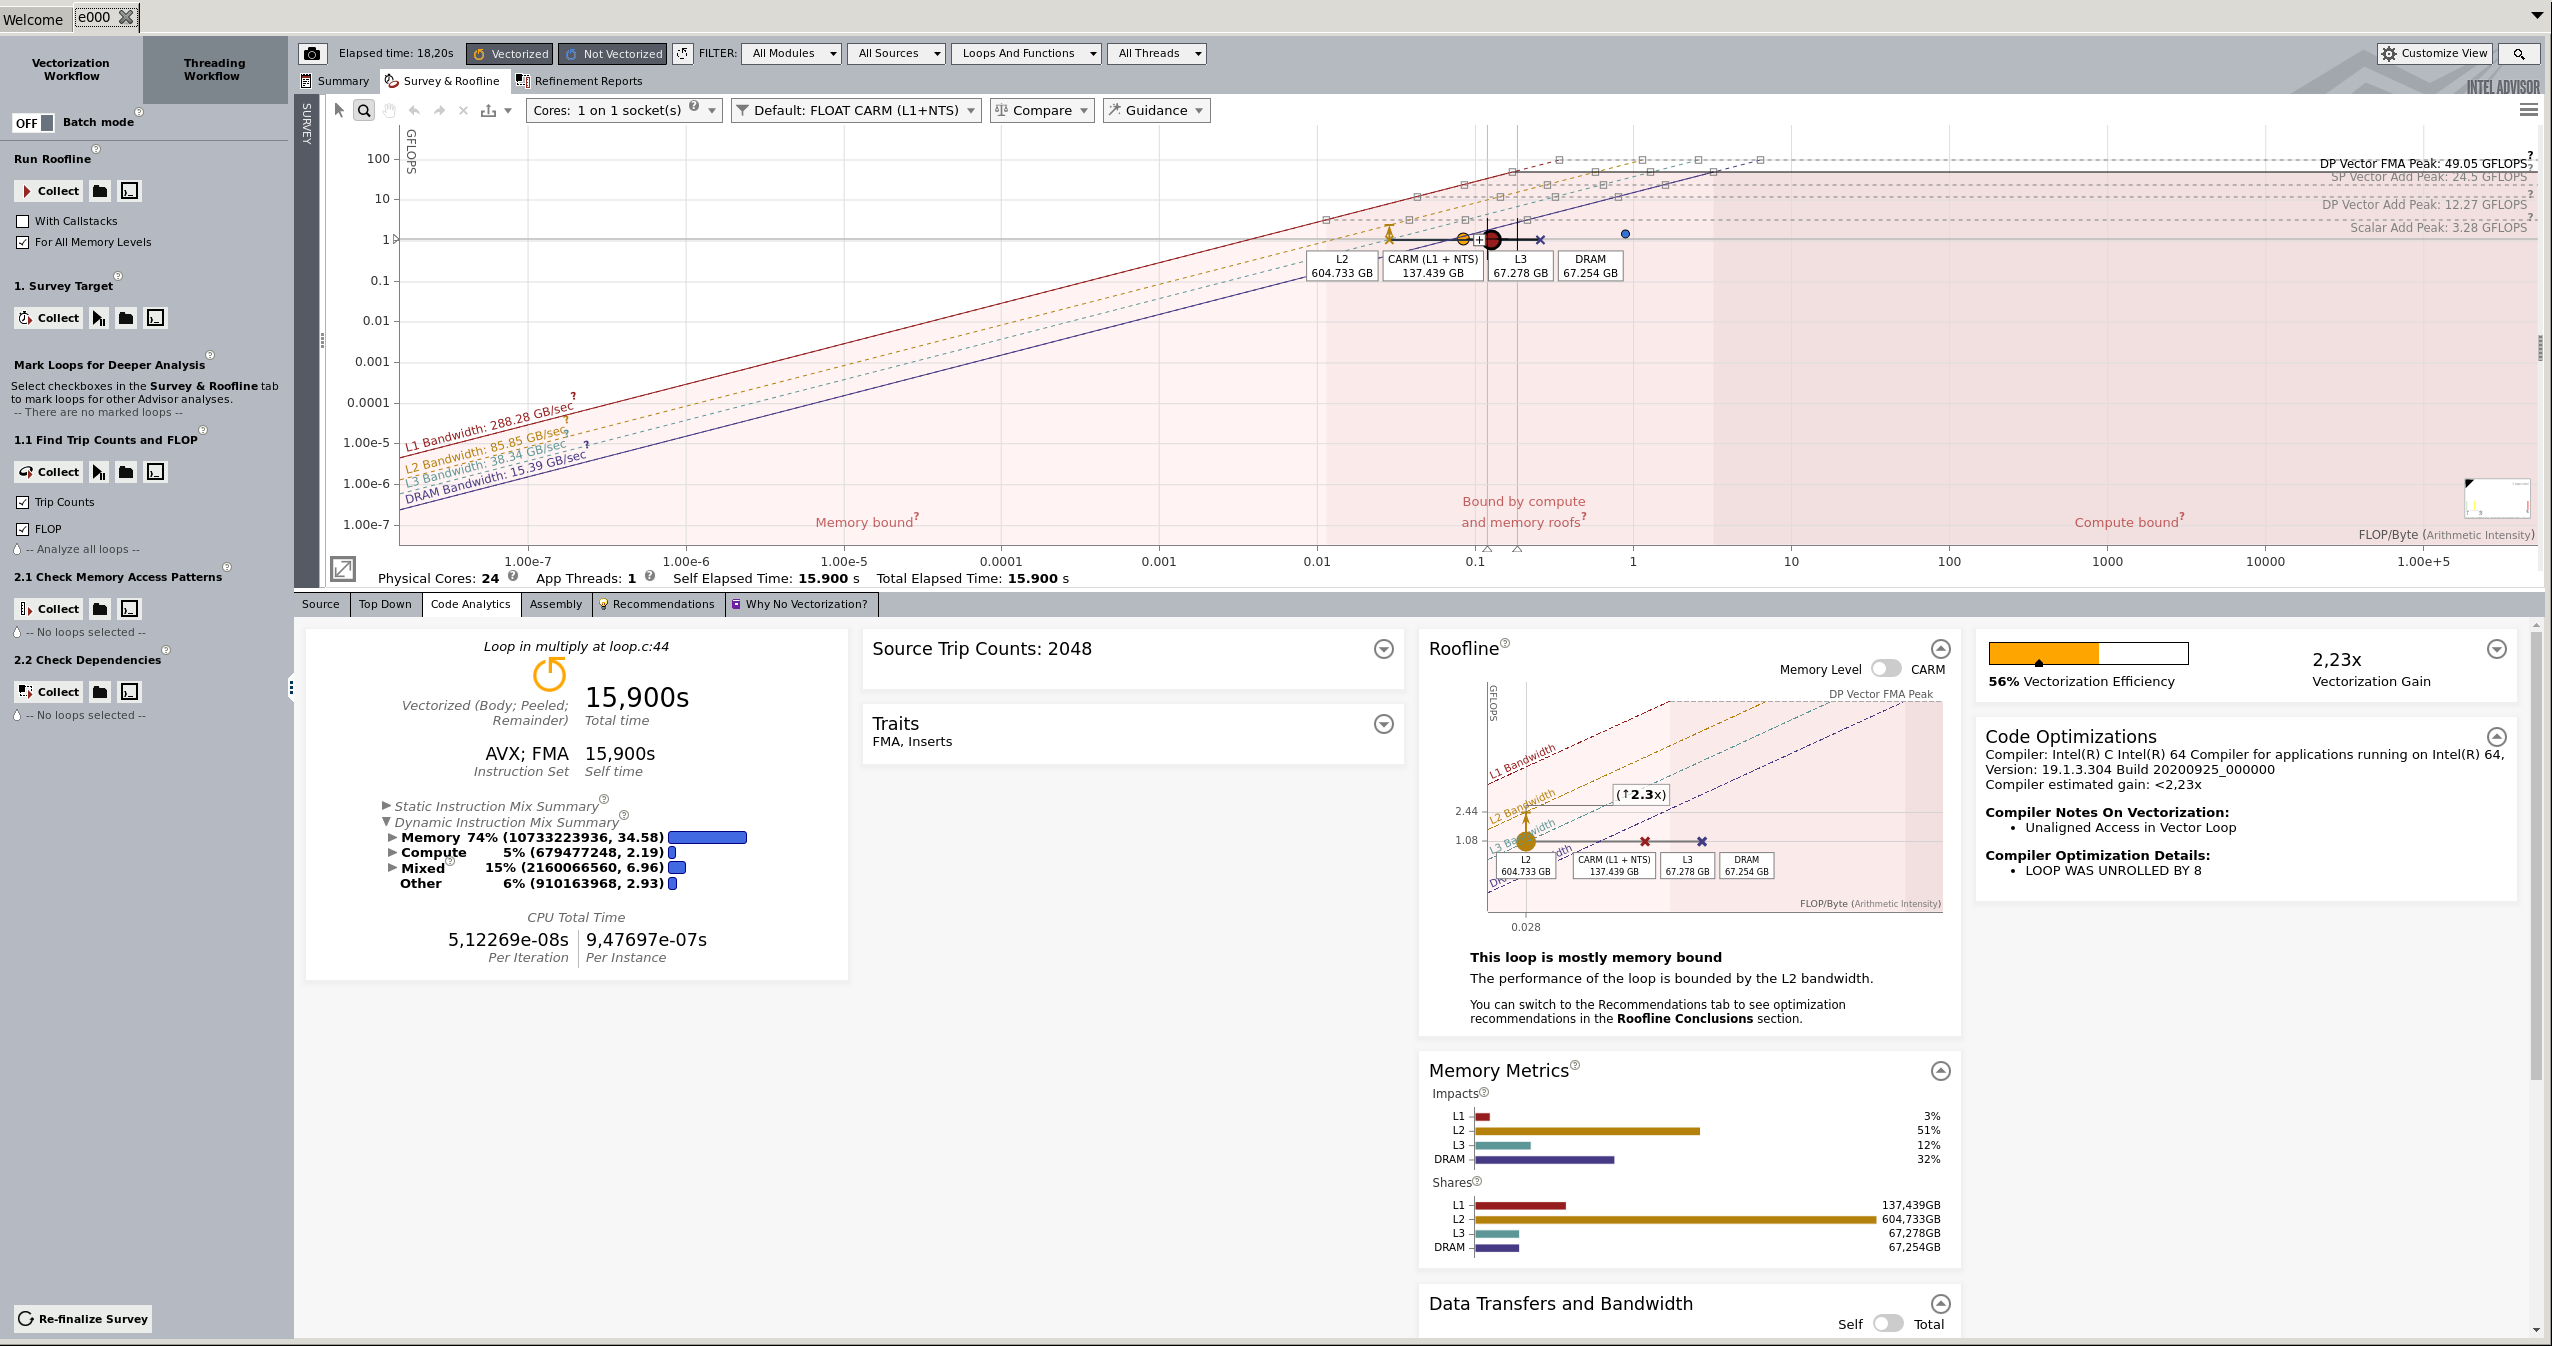 Welcome
e000
Vectorization Workflow
Threading Workflow
OFF Batch mode
Run Roofline
Collect
With Callstacks
For All Memory Levels
1. Survey Target
Collect
Mark Loops for Deeper Analysis
Select checkboxes in the Survey & Roofline tab
to mark loops for other Advisor analyses.
-- There are no marked loops --
1.1 Find Trip Counts and FLOP
Collect
Trip Counts
FLOP
-- Analyze all loops --
2.1 Check Memory Access Patterns
Collect
-- No loops selected --
2.2 Check Dependencies
Collect
-- No loops selected --
Re-finalize Survey
Elapsed time: 18,20s Vectorized Not Vectorized FILTER: All Modules All Sources Loops And Functions All Threads
Customize View
Summary Survey & Roofline Refinement Reports
INTEL ADVISOR
SURVEY
Cores: 1 on 1 socket(s) ? Default: FLOAT CARM (L1+NTS) Compare Guidance
GFLOPS
100
10
1
0.1
0.01
0.001
0.0001
1.00e-5
1.00e-6
1.00e-7
DP Vector FMA Peak: 49.05 GFLOPS ?
SP Vector Add Peak: 24.5 GFLOPS ?
DP Vector Add Peak: 12.27 GFLOPS ?
Scalar Add Peak: 3.28 GFLOPS ?
L2
604.733 GB
CARM (L1 + NTS)
137.439 GB
L3
67.278 GB
DRAM
67.254 GB
L1 Bandwidth: 288.28 GB/sec ?
L2 Bandwidth: 85.85 GB/sec ?
L3 Bandwidth: 38.34 GB/sec ?
DRAM Bandwidth: 15.39 GB/sec ?
Memory bound ?
Bound by compute
and memory roofs ?
Compute bound ?
FLOP/Byte (Arithmetic Intensity)
1.00e-7 1.00e-6 1.00e-5 0.0001 0.001 0.01 0.1 1 10 100 1000 10000 1.00e+5
Physical Cores: 24 ? App Threads: 1 ? Self Elapsed Time: 15.900 s Total Elapsed Time: 15.900 s
Source Top Down Code Analytics Assembly Recommendations Why No Vectorization?
Loop in multiply at loop.c:44
Vectorized (Body; Peeled;
Remainder)
15,900s
Total time
AVX; FMA
Instruction Set
15,900s
Self time
Static Instruction Mix Summary
Dynamic Instruction Mix Summary
Memory 74% (10733223936, 34.58)
Compute 5% (679477248, 2.19)
Mixed 15% (2160066560, 6.96)
Other 6% (910163968, 2.93)
CPU Total Time
5,12269e-08s
Per Iteration
9,47697e-07s
Per Instance
Source Trip Counts: 2048
Traits
FMA, Inserts
Roofline
Memory Level CARM
GFLOPS
DP Vector FMA Peak
L1 Bandwidth
L2 Bandwidth
(↑2.3x)
2.44
1.08
L2
604.733 GB
CARM (L1 + NTS)
137.439 GB
L3
67.278 GB
DRAM
67.254 GB
FLOP/Byte (Arithmetic Intensity)
0.028
This loop is mostly memory bound
The performance of the loop is bounded by the L2 bandwidth.
You can switch to the Recommendations tab to see optimization
recommendations in the Roofline Conclusions section.
Memory Metrics
Impacts
L1 3%
L2 51%
L3 12%
DRAM 32%
Shares
L1 137,439GB
L2 604,733GB
L3 67,278GB
DRAM 67,254GB
Data Transfers and Bandwidth
Self Total
56% Vectorization Efficiency
2,23x
Vectorization Gain
Code Optimizations
Compiler: Intel(R) C Intel(R) 64 Compiler for applications running on Intel(R) 64,
Version: 19.1.3.304 Build 20200925_000000
Compiler estimated gain: <2,23x
Compiler Notes On Vectorization:
• Unaligned Access in Vector Loop
Compiler Optimization Details:
• LOOP WAS UNROLLED BY 8